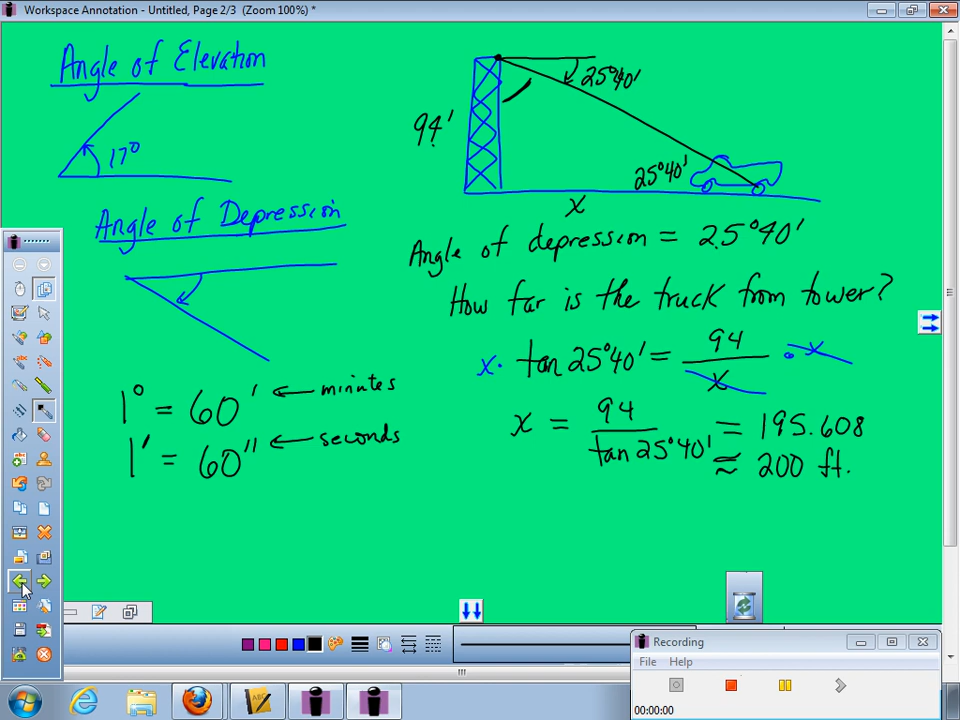 Workspace Annotation - Untitled, Page 2/3 (Zoom 100%) *
Angle of Elevation
17°
Angle of Depression
1° = 60' ← minutes
1' = 60" ← seconds
25°40'
94'
25°40'
x
Angle of depression = 25°40'
How far is the truck from tower?
x · tan 25°40' = 94 / x · x
x = 94 / tan 25°40' = 195.608
≈ 200 ft.
ABC
Recording
File Help
00:00:00